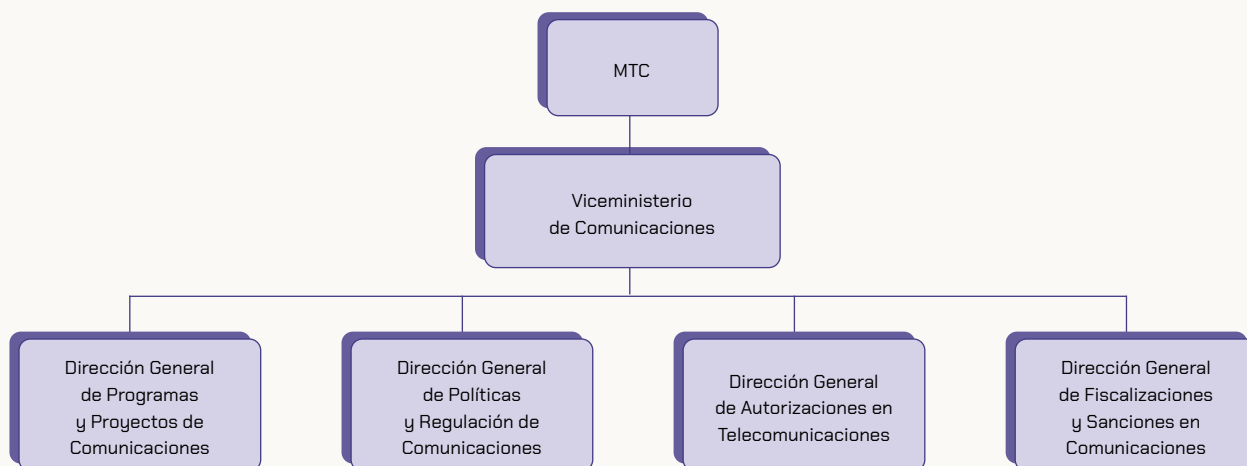 MTC
Viceministerio
de Comunicaciones
Dirección General
de Programas
y Proyectos de
Comunicaciones
Dirección General
de Políticas
y Regulación de
Comunicaciones
Dirección General
de Autorizaciones en
Telecomunicaciones
Dirección General
de Fiscalizaciones
y Sanciones en
Comunicaciones